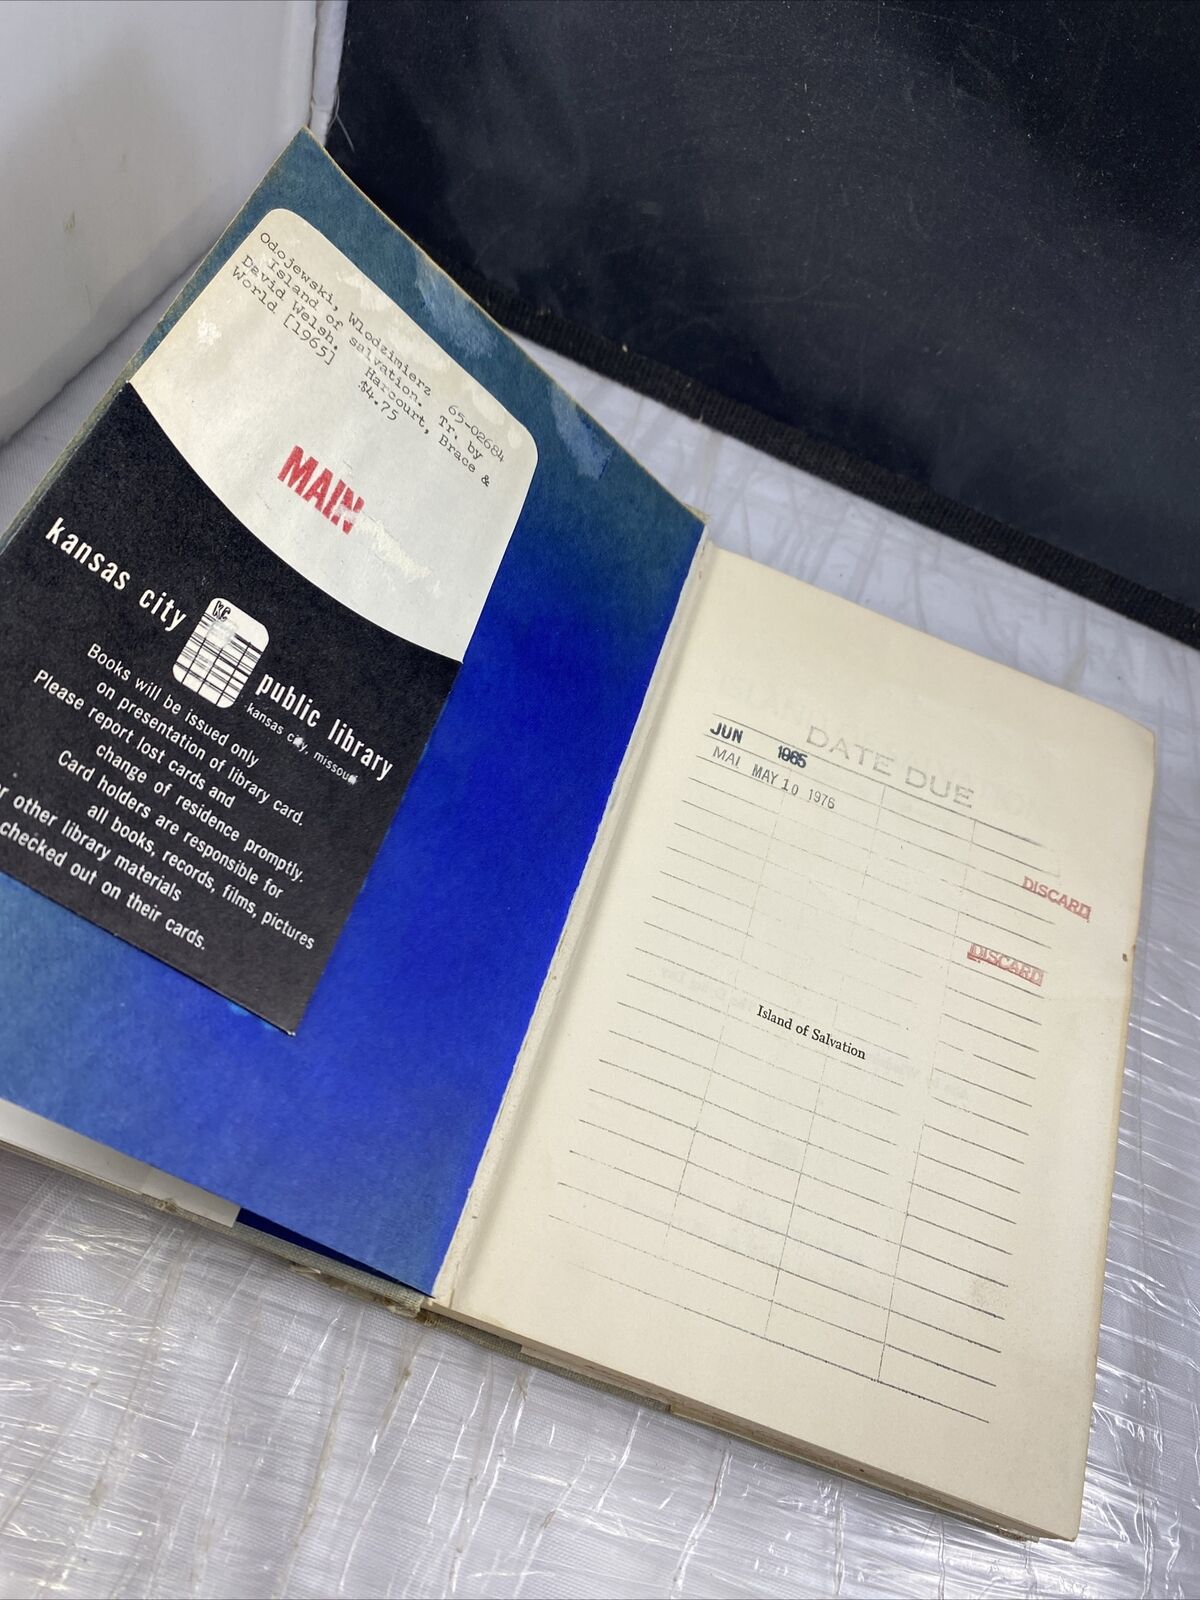 Odojewski, Wlodzimierz 65-02684
Island of salvation. Tr. by
David Welsh. Harcourt, Brace &
World [1965] $4.75
MAIN
kansas city public library
kansas city, missouri
Books will be issued only
on presentation of library card.
Please report lost cards and
change of residence promptly.
Card holders are responsible for
all books, records, films, pictures
r other library materials
checked out on their cards.
DATE DUE
JUN 1965
MAI MAY 10 1976
DISCARD
DISCARD
Island of Salvation